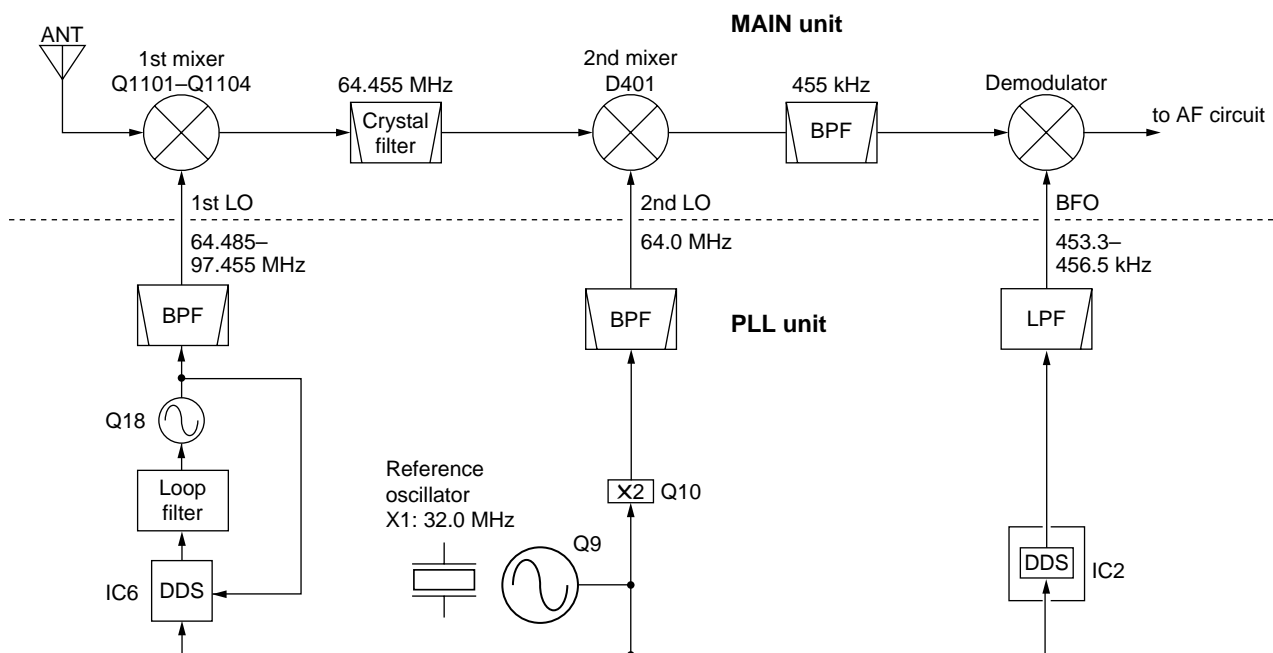 MAIN unit
ANT
1st mixer
Q1101–Q1104
64.455 MHz
Crystal
filter
2nd mixer
D401
455 kHz
BPF
Demodulator
to AF circuit
1st LO
2nd LO
BFO
64.485–
97.455 MHz
64.0 MHz
453.3–
456.5 kHz
BPF
BPF
PLL unit
LPF
Q18
Loop
filter
Reference
oscillator
X1: 32.0 MHz
X2
Q10
Q9
IC6
DDS
DDS
IC2